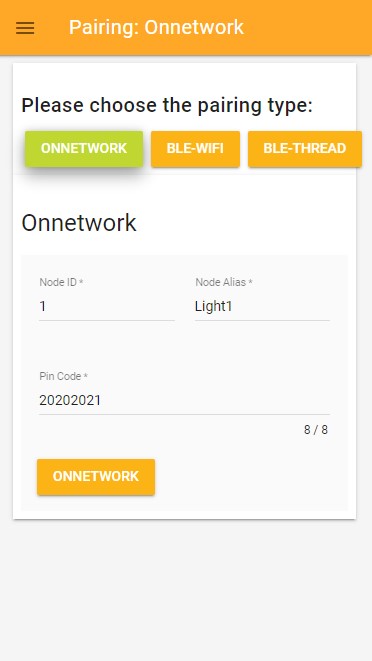 Pairing: Onnetwork
Please choose the pairing type:
ONNETWORK BLE-WIFI BLE-THREAD
Onnetwork
Node ID * Node Alias *
1 Light1
Pin Code *
20202021
8 / 8
ONNETWORK